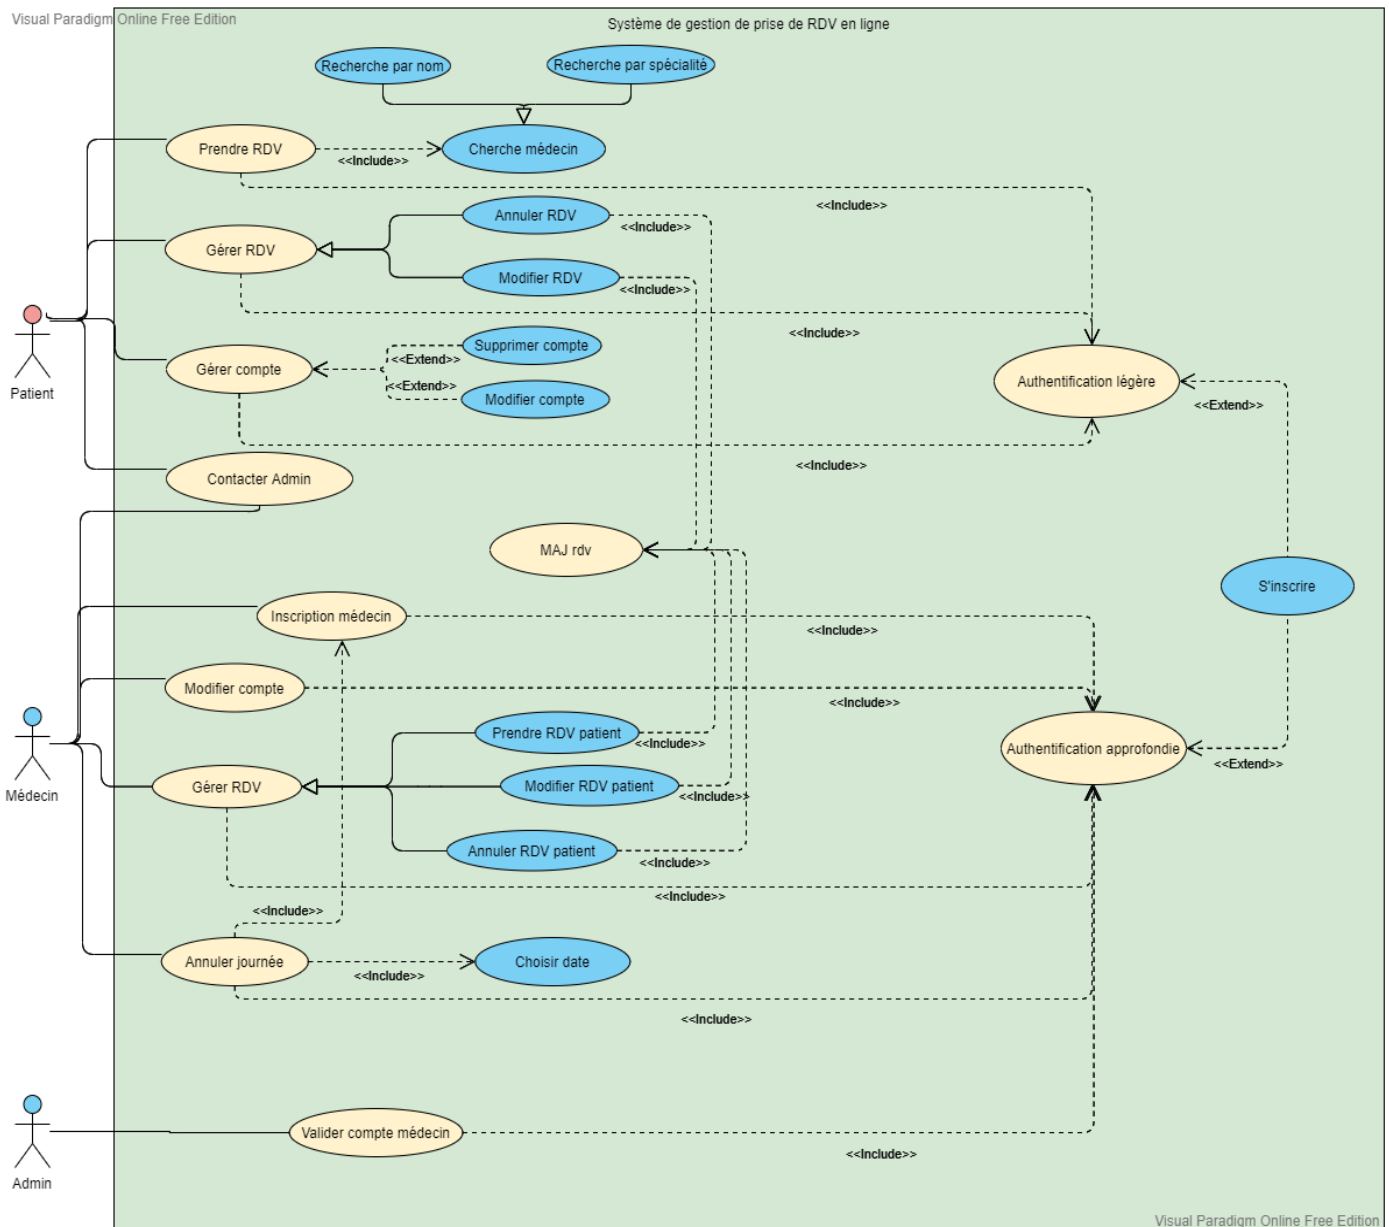 Visual Paradigm Online Free Edition
Système de gestion de prise de RDV en ligne
Recherche par nom
Recherche par spécialité
Prendre RDV
<<Include>>
Cherche médecin
<<Include>>
Annuler RDV
<<Include>>
Gérer RDV
Modifier RDV
<<Include>>
<<Include>>
Patient
Gérer compte
<<Extend>>
Supprimer compte
<<Extend>>
Modifier compte
Authentification légère
<<Extend>>
<<Include>>
Contacter Admin
MAJ rdv
S'inscrire
Inscription médecin
<<Include>>
Modifier compte
<<Include>>
Médecin
Prendre RDV patient
<<Include>>
Authentification approfondie
<<Extend>>
Gérer RDV
Modifier RDV patient
<<Include>>
Annuler RDV patient
<<Include>>
<<Include>>
<<Include>>
Annuler journée
<<Include>>
Choisir date
<<Include>>
Admin
Valider compte médecin
<<Include>>
Visual Paradigm Online Free Edition